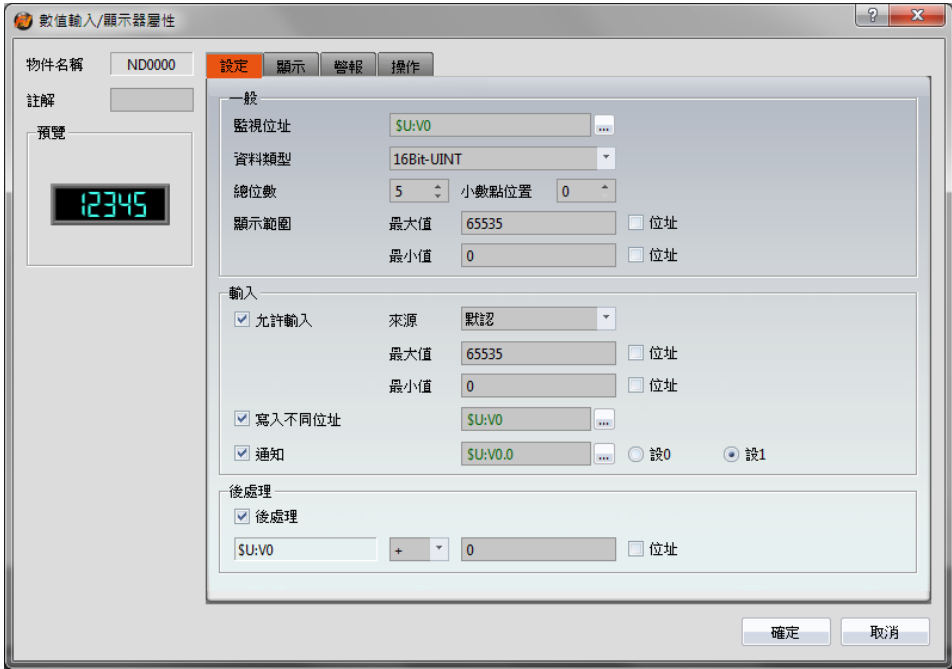 數值輸入/顯示器屬性
物件名稱 ND0000
設定 顯示 警報 操作
註解
預覽
12345
一般
監視位址 $U:V0 ...
資料類型 16Bit-UINT
總位數 5 小數點位置 0
顯示範圍 最大值 65535 位址
最小值 0 位址
輸入
允許輸入 來源 默認
最大值 65535 位址
最小值 0 位址
寫入不同位址 $U:V0 ...
通知 $U:V0.0 ... 設0 設1
後處理
後處理
$U:V0 + 0 位址
確定 取消